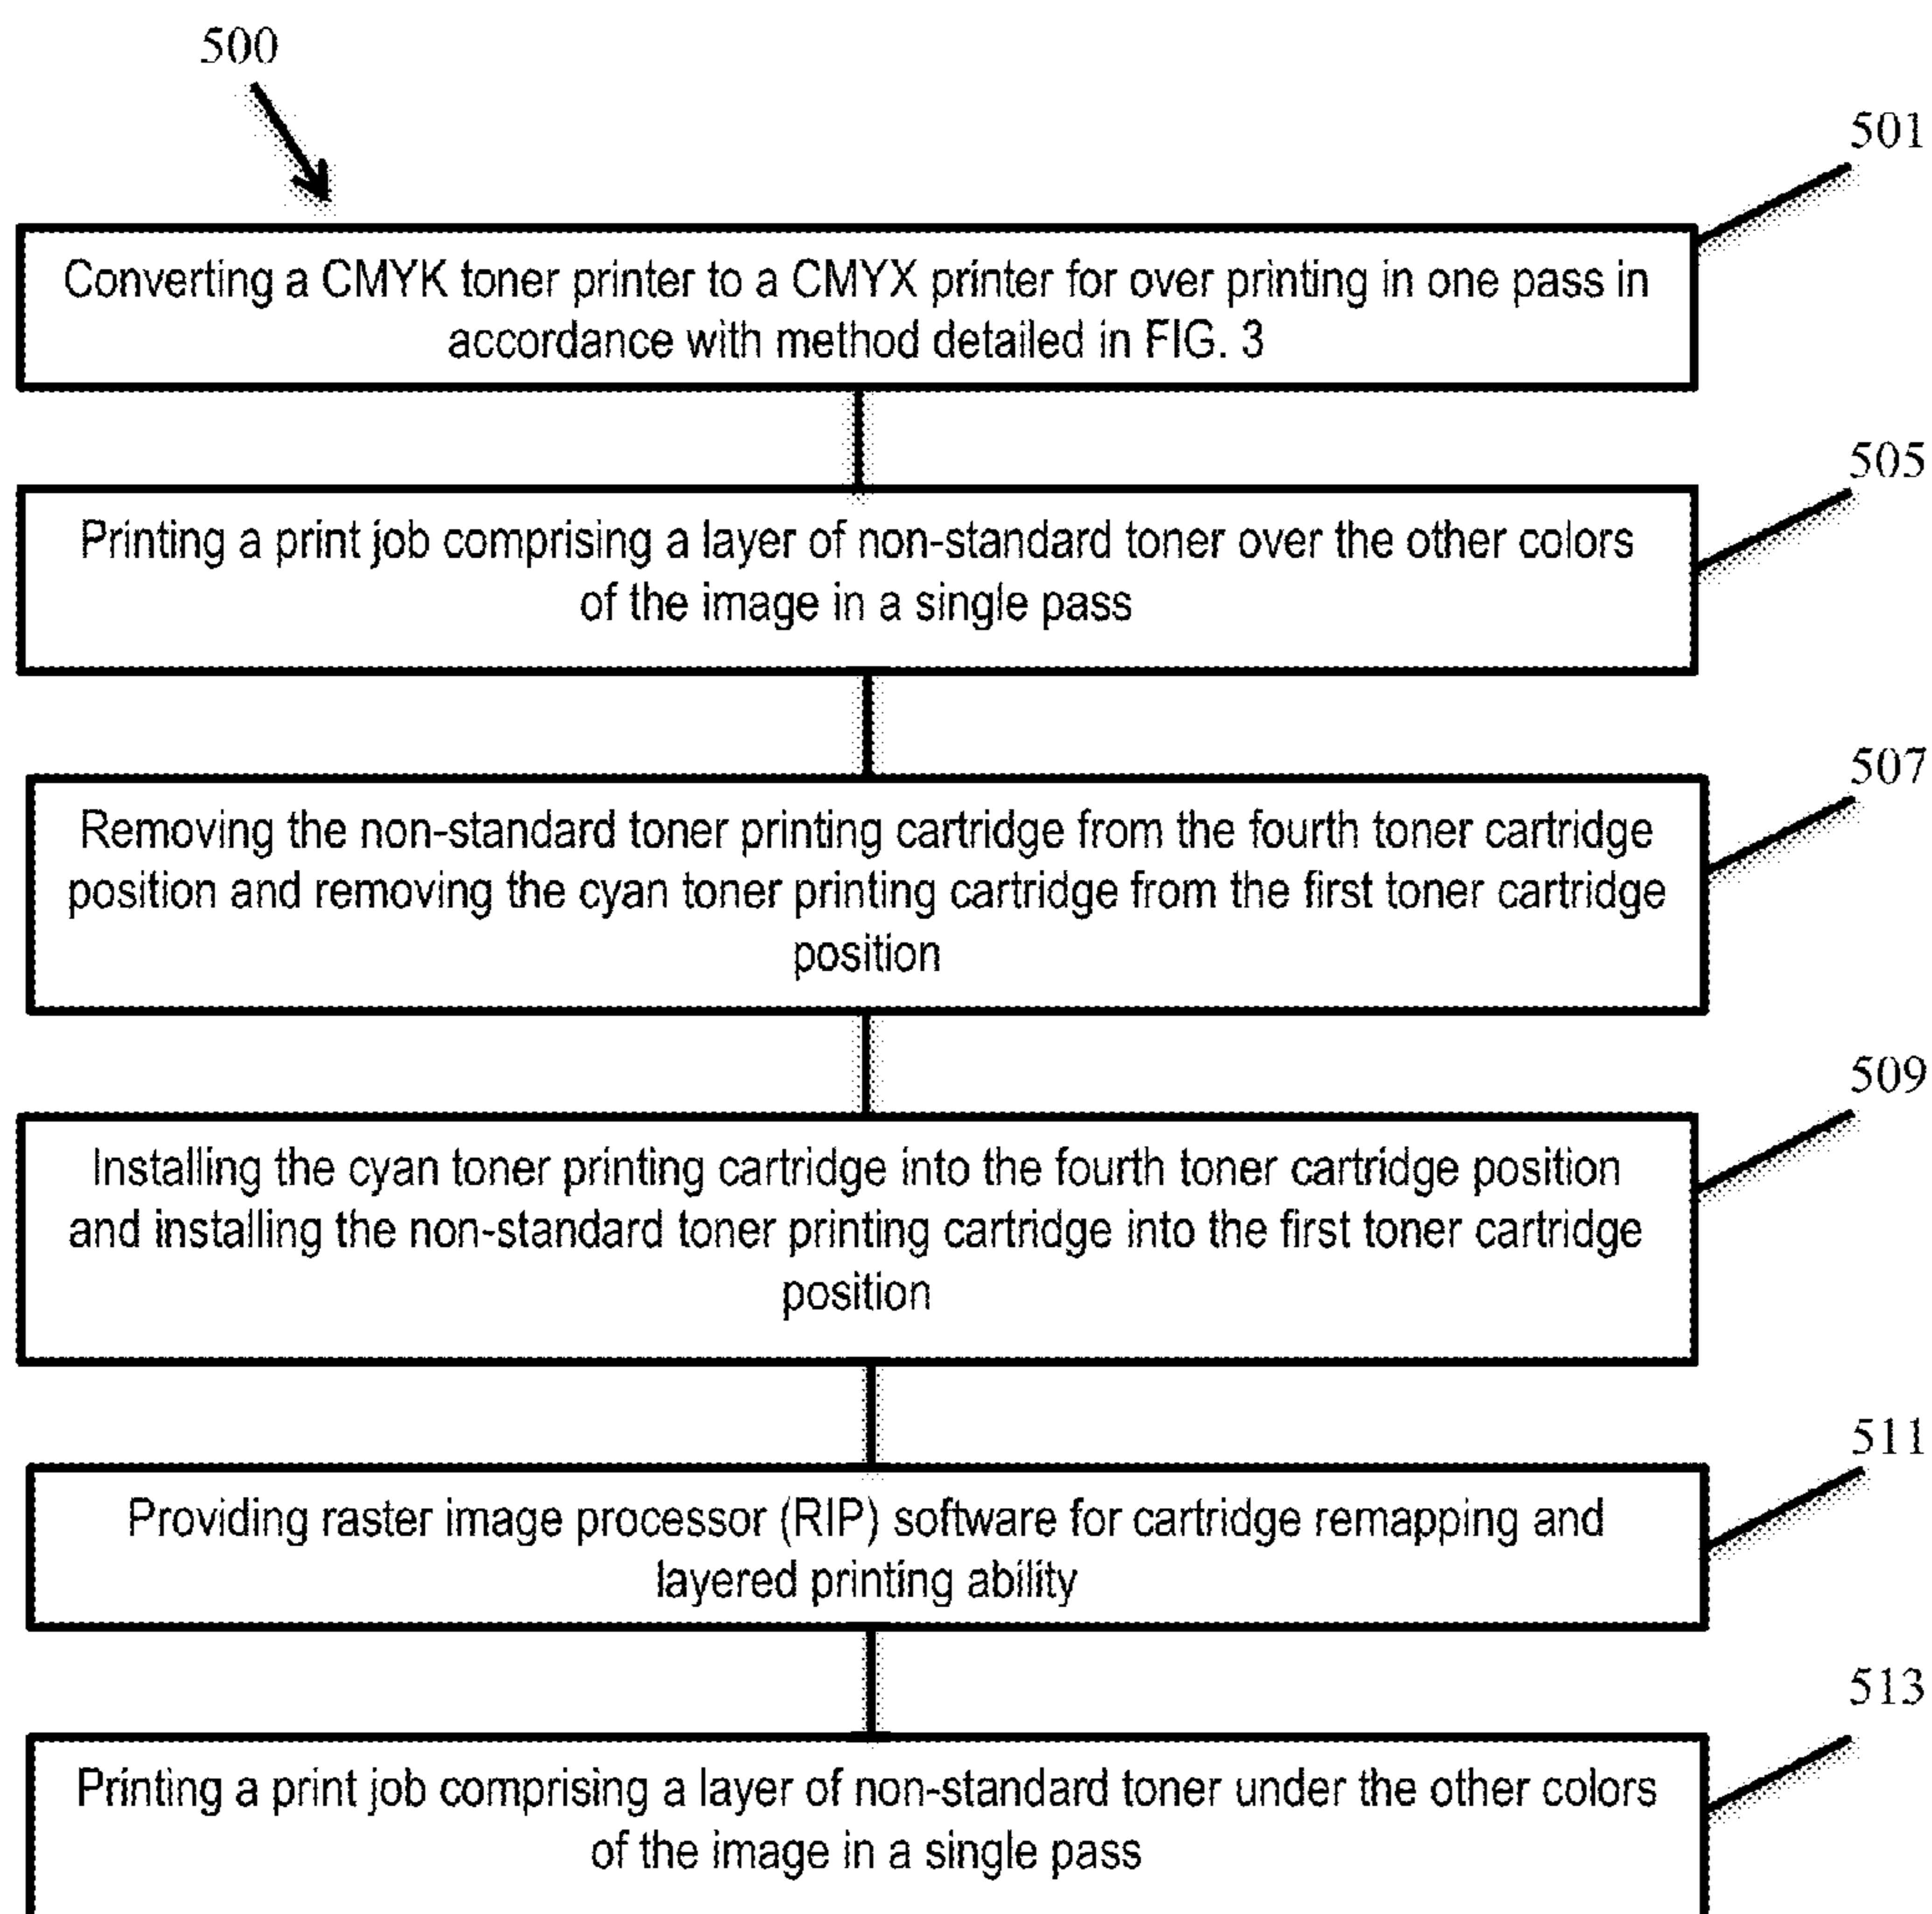 500
501
Converting a CMYK toner printer to a CMYX printer for over printing in one pass in
accordance with method detailed in FIG. 3
505
Printing a print job comprising a layer of non-standard toner over the other colors
of the image in a single pass
507
Removing the non-standard toner printing cartridge from the fourth toner cartridge
position and removing the cyan toner printing cartridge from the first toner cartridge
position
509
Installing the cyan toner printing cartridge into the fourth toner cartridge position
and installing the non-standard toner printing cartridge into the first toner cartridge
position
511
Providing raster image processor (RIP) software for cartridge remapping and
layered printing ability
513
Printing a print job comprising a layer of non-standard toner under the other colors
of the image in a single pass